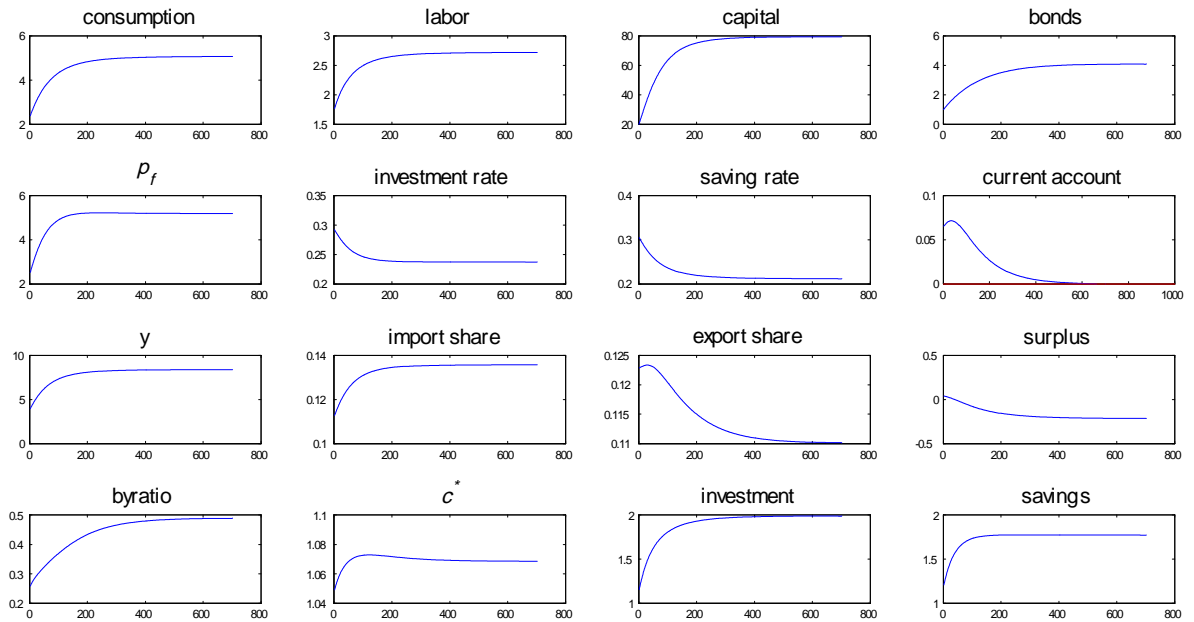 consumption labor capital bonds
6 3 80 6
4 2.5 60 4
2 40 2
2 1.5 20 0
0 200 400 600 800 0 200 400 600 800 0 200 400 600 800 0 200 400 600 800
p_f investment rate saving rate current account
6 0.35 0.4 0.1
4 0.3 0.3 0.05
0.25
2 0.2 0.2 0
0 200 400 600 800 0 200 400 600 800 0 200 400 600 800 0 200 400 600 800 1000
y import share export share surplus
10 0.14 0.125 0.5
5 0.12 0.12 0
0.115
0 0.1 0.11 -0.5
0 200 400 600 800 0 200 400 600 800 0 200 400 600 800 0 200 400 600 800
byratio c* investment savings
0.5 1.1 2 2
0.4 1.08 1.5 1.5
0.3 1.06
0.2 1.04 1 1
0 200 400 600 800 0 200 400 600 800 0 200 400 600 800 0 200 400 600 800